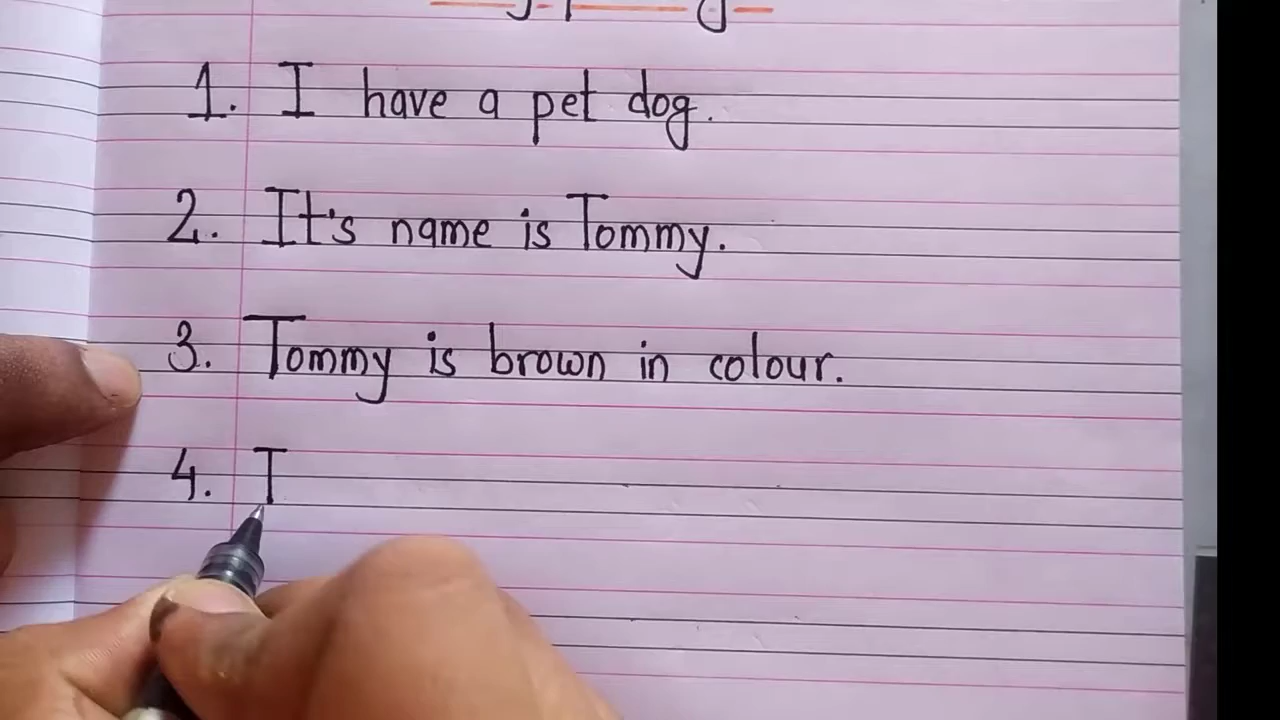 1. I have a pet dog.
2. It's name is Tommy.
3. Tommy is brown in colour.
4. T